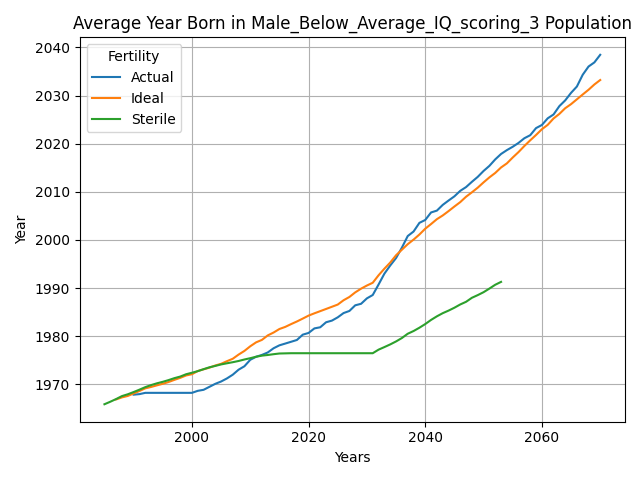 Average Year Born in Male_Below_Average_IQ_scoring_3 Population
Fertility
Actual
Ideal
Sterile
2040
2030
2020
2010
2000
1990
1980
1970
Year
2000
2020
2040
2060
Years